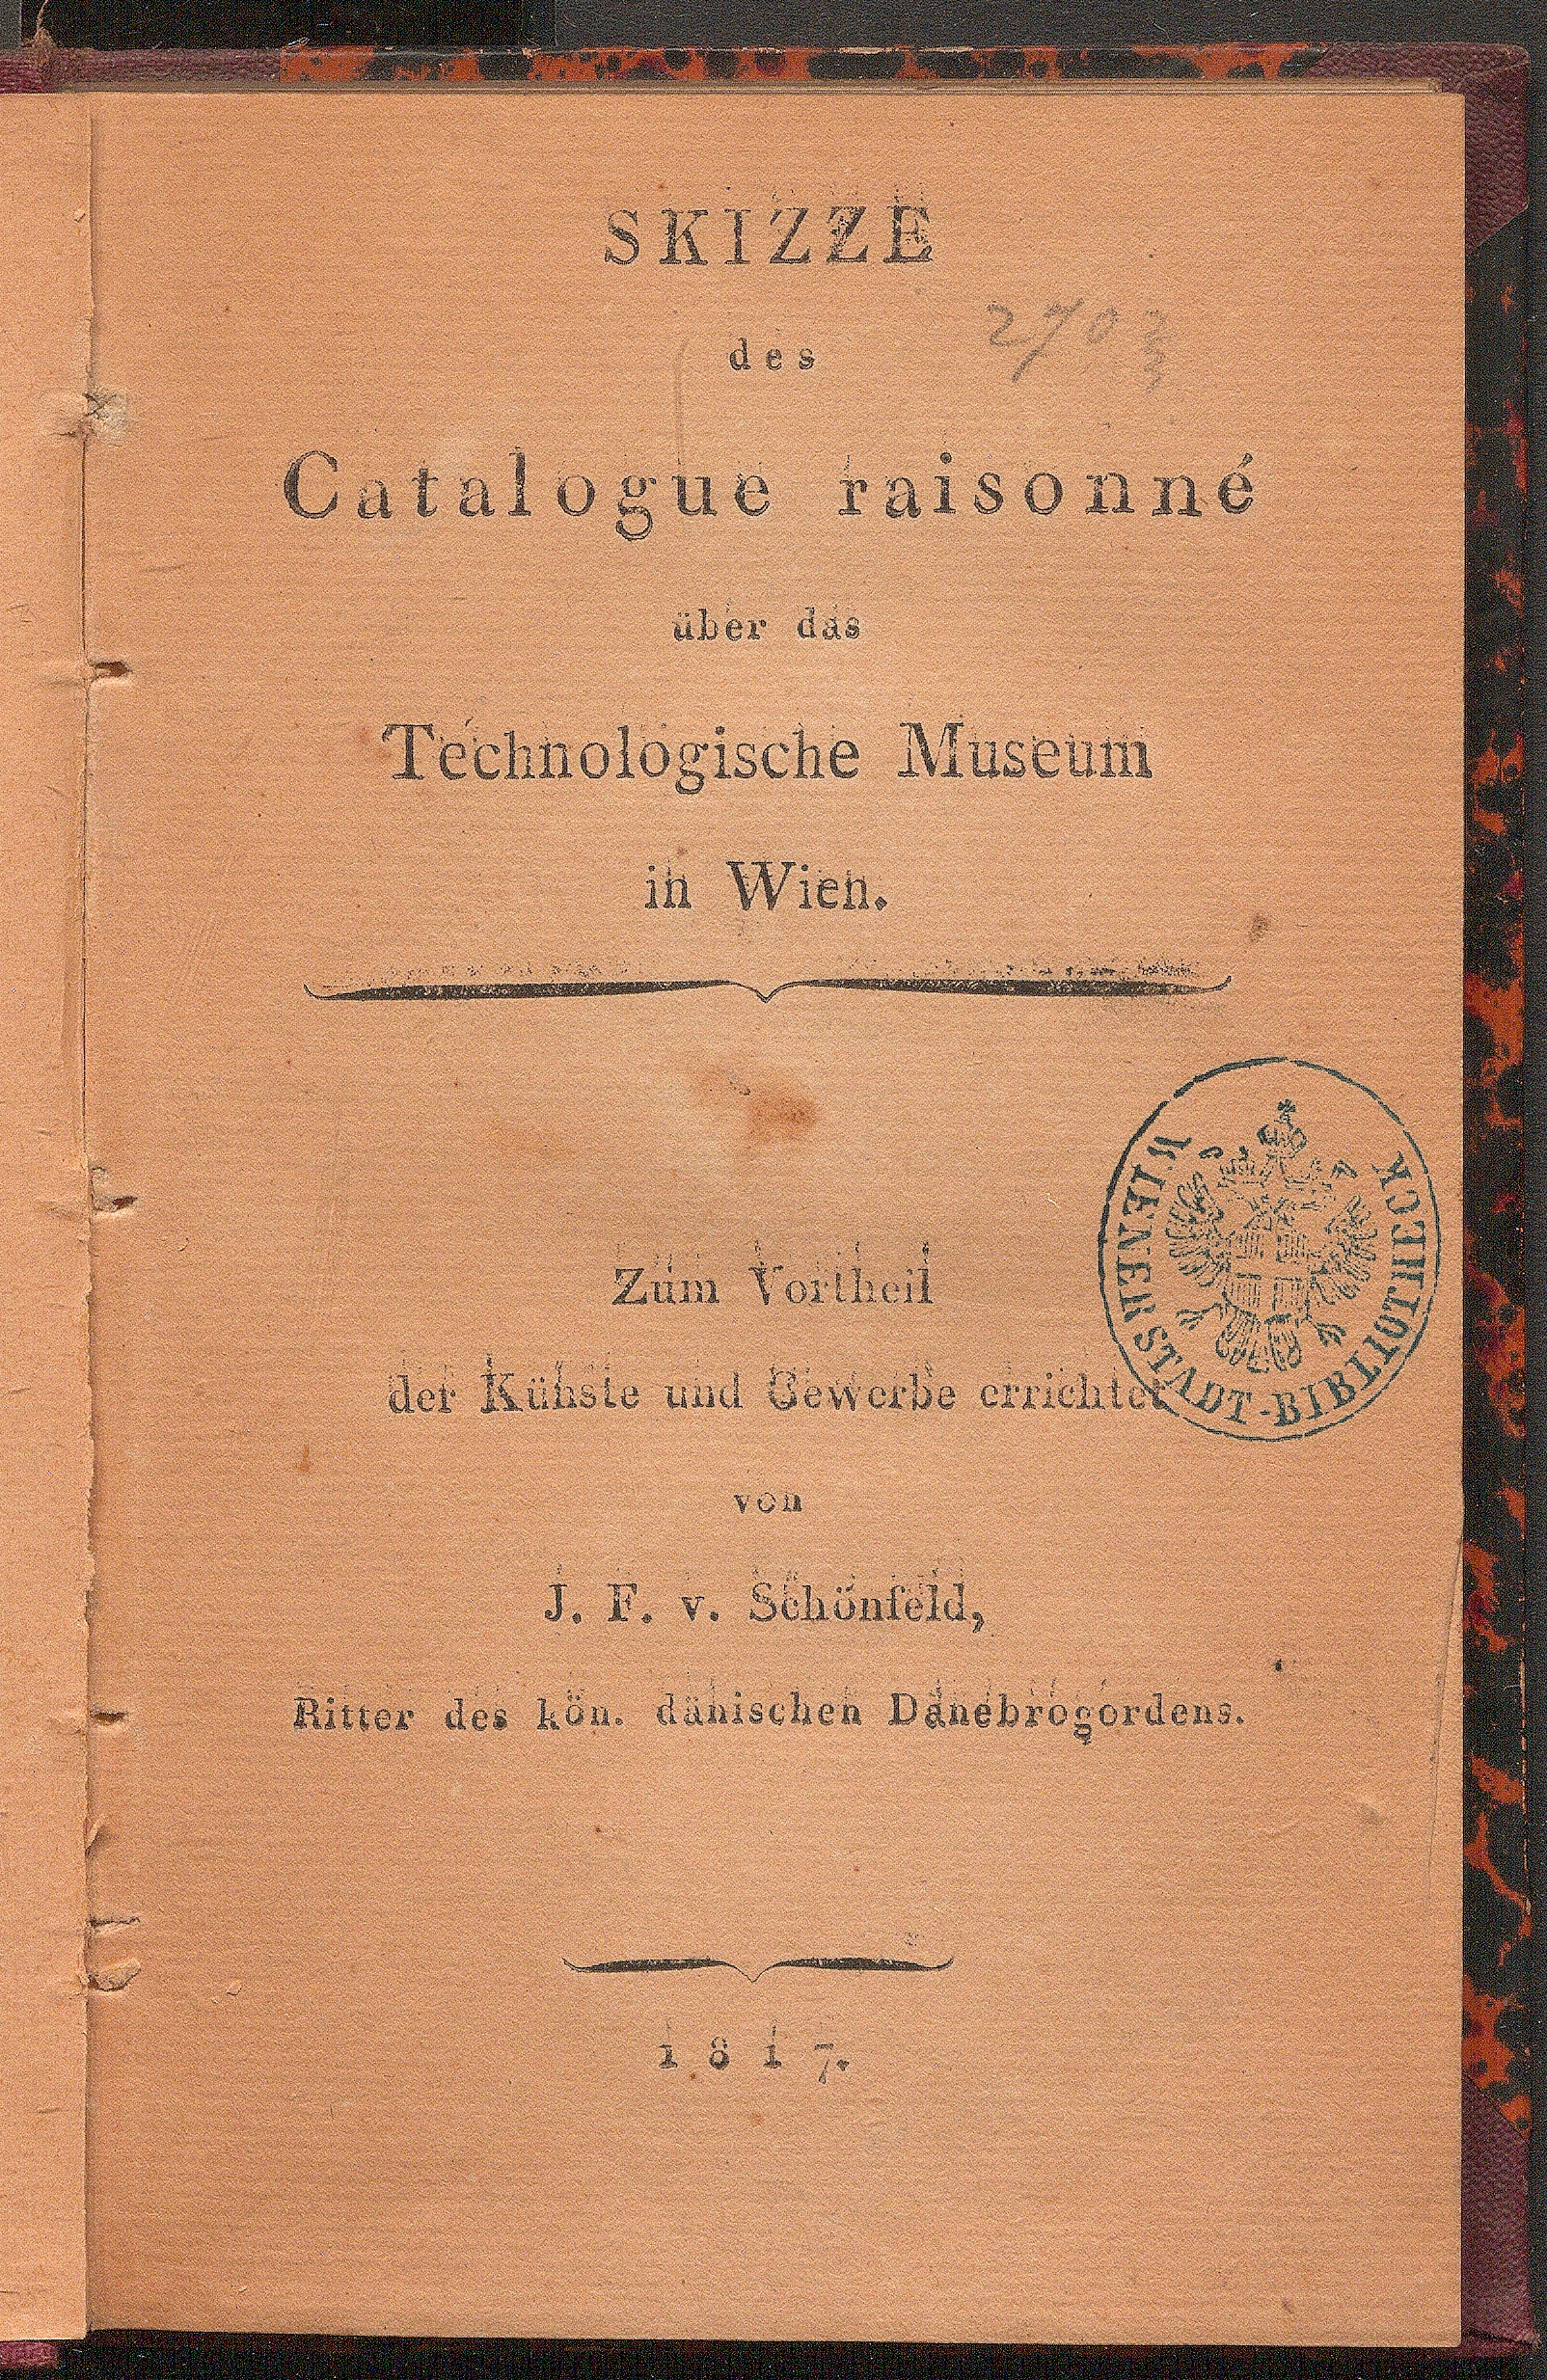 SKIZZE
2703
des
Catalogue raisonné
über das
Technologische Museum
in Wien.
WIENER STADT-BIBLIOTHECK
Zum Vortheil
der Künste und Gewerbe errichtet
von
J. F. v. Schönfeld,
Ritter des kön. dänischen Danebrogordens.
1817.